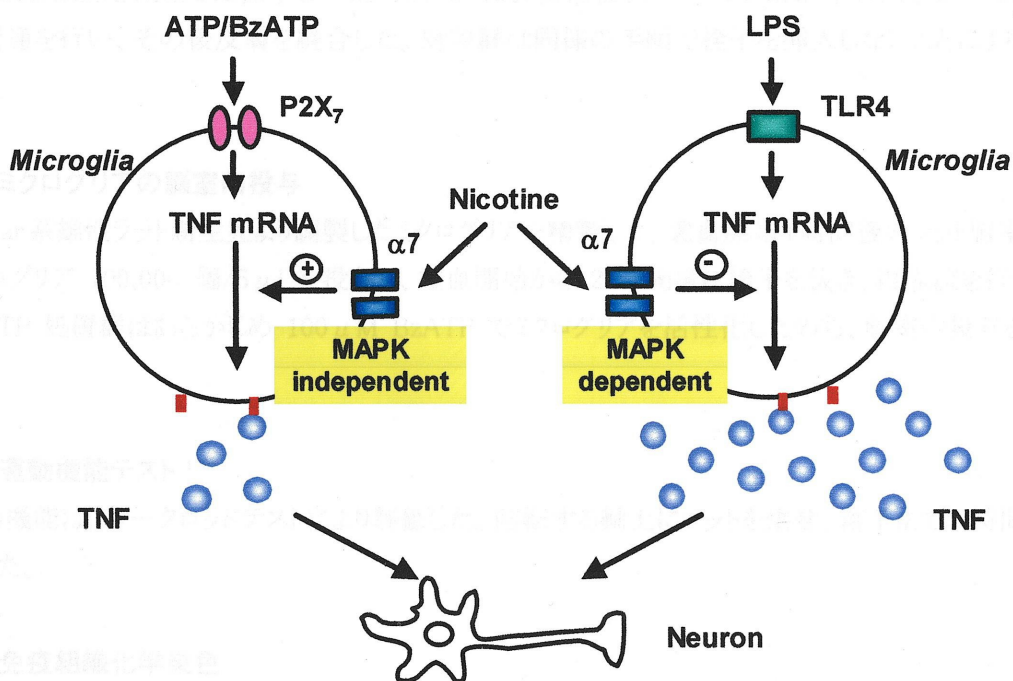 ATP/BzATP
LPS
P2X₇
TLR4
Microglia
Microglia
Nicotine
TNF mRNA
TNF mRNA
α7
α7
+
-
MAPK
independent
MAPK
dependent
TNF
TNF
Neuron